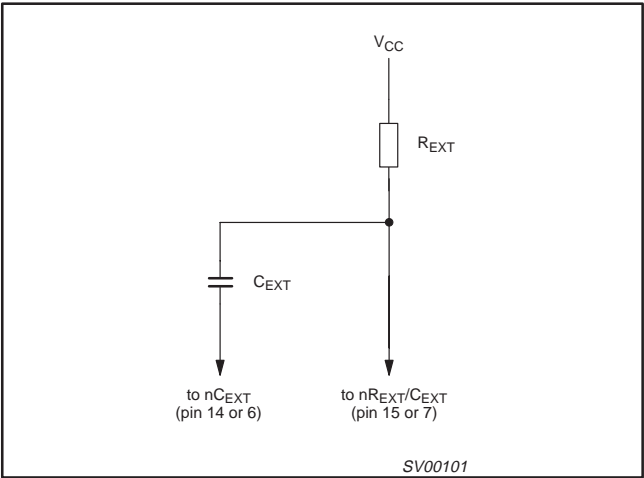 VCC
REXT
CEXT
to nCEXT
(pin 14 or 6)
to nREXT/CEXT
(pin 15 or 7)
SV00101